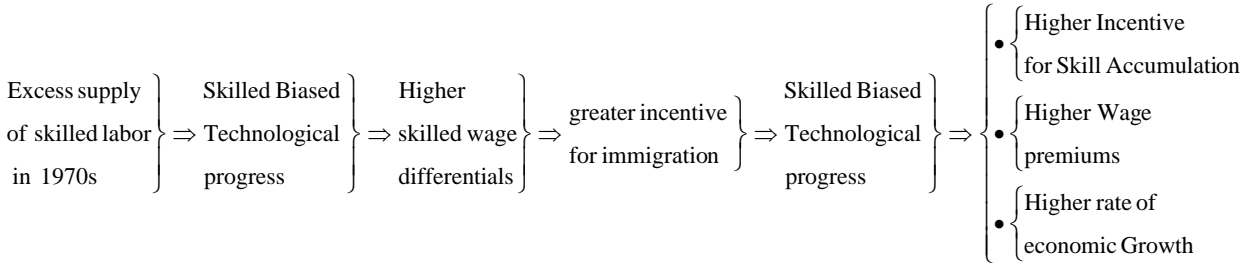 Excess supply
of skilled labor
in 1970s
⇒
Skilled Biased
Technological
progress
⇒
Higher
skilled wage
differentials
⇒
greater incentive
for immigration
⇒
Skilled Biased
Technological
progress
⇒
• Higher Incentive
for Skill Accumulation
• Higher Wage
premiums
• Higher rate of
economic Growth